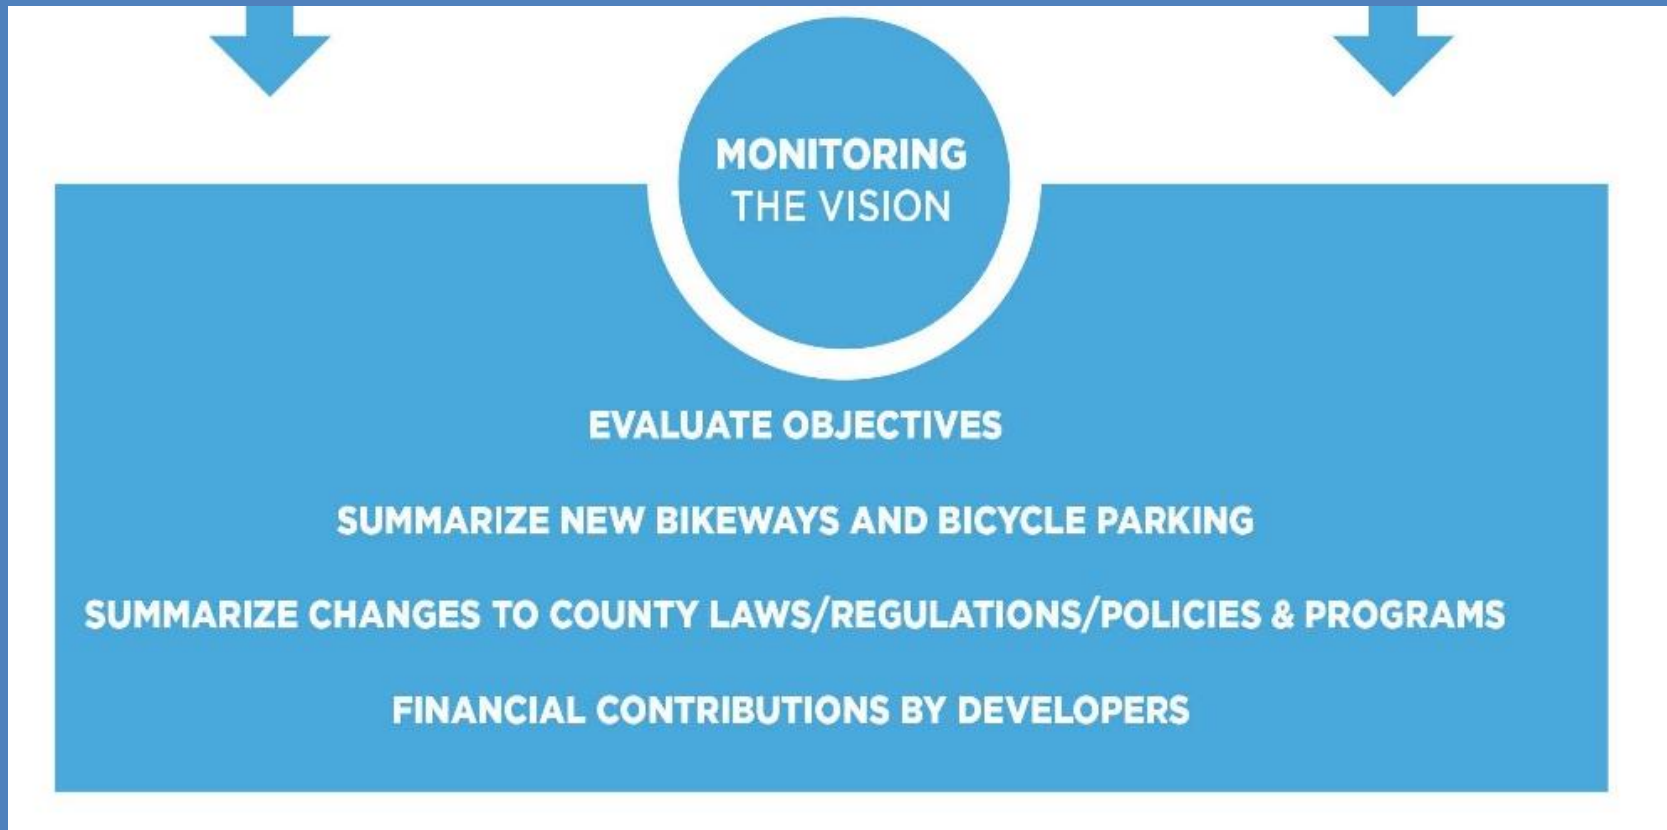 MONITORING
THE VISION
EVALUATE OBJECTIVES
SUMMARIZE NEW BIKEWAYS AND BICYCLE PARKING
SUMMARIZE CHANGES TO COUNTY LAWS/REGULATIONS/POLICIES & PROGRAMS
FINANCIAL CONTRIBUTIONS BY DEVELOPERS